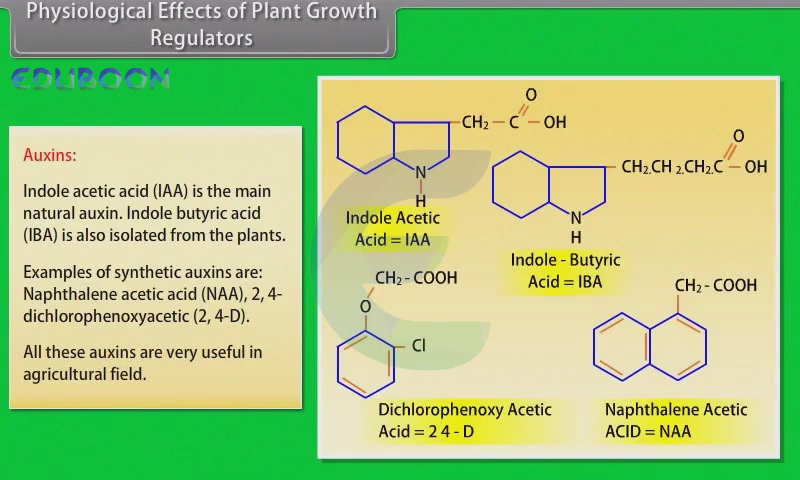 Physiological Effects of Plant Growth
Regulators
EDUBOON
Auxins:
Indole acetic acid (IAA) is the main
natural auxin. Indole butyric acid
(IBA) is also isolated from the plants.
Examples of synthetic auxins are:
Naphthalene acetic acid (NAA), 2, 4-
dichlorophenoxyacetic (2, 4-D).
All these auxins are very useful in
agricultural field.
O
CH₂ — C — OH
N
H
Indole Acetic
Acid = IAA
O
CH₂.CH ₂.CH₂.C — OH
N
H
Indole - Butyric
Acid = IBA
CH₂ - COOH
O
Cl
Dichlorophenoxy Acetic
Acid = 2 4 - D
CH₂ - COOH
Naphthalene Acetic
ACID = NAA